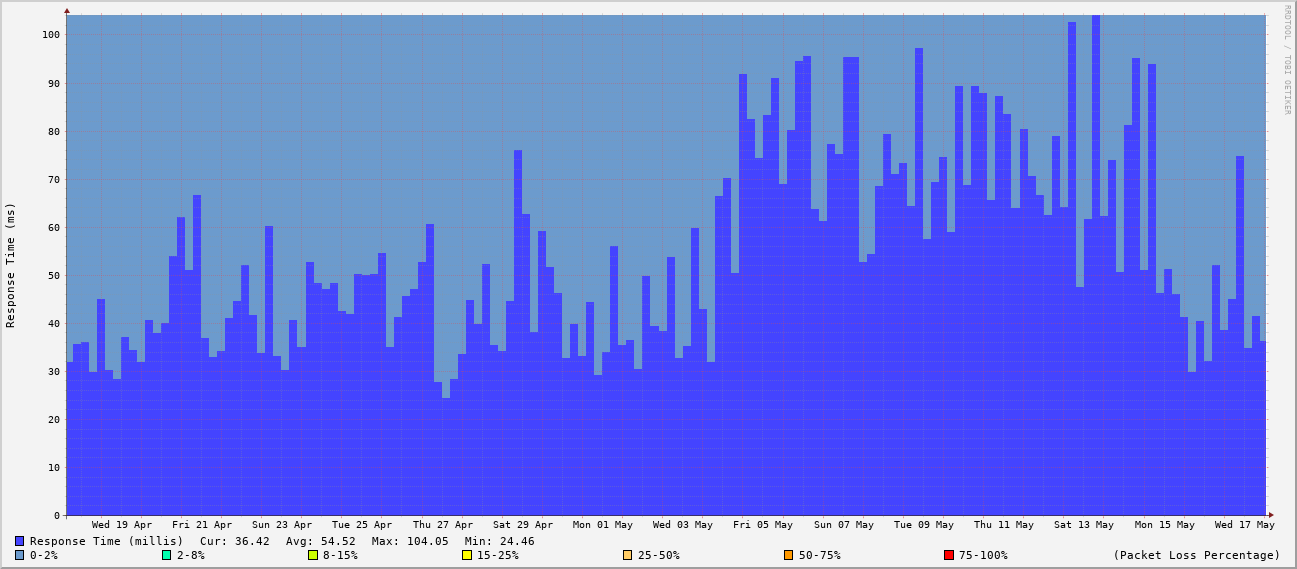 RRDTOOL / TOBI OETIKER
Response Time (ms)
100
90
80
70
60
50
40
30
20
10
0
Wed 19 Apr Fri 21 Apr Sun 23 Apr Tue 25 Apr Thu 27 Apr Sat 29 Apr Mon 01 May Wed 03 May Fri 05 May Sun 07 May Tue 09 May Thu 11 May Sat 13 May Mon 15 May Wed 17 May
Response Time (millis) Cur: 36.42 Avg: 54.52 Max: 104.05 Min: 24.46
0-2% 2-8% 8-15% 15-25% 25-50% 50-75% 75-100% (Packet Loss Percentage)